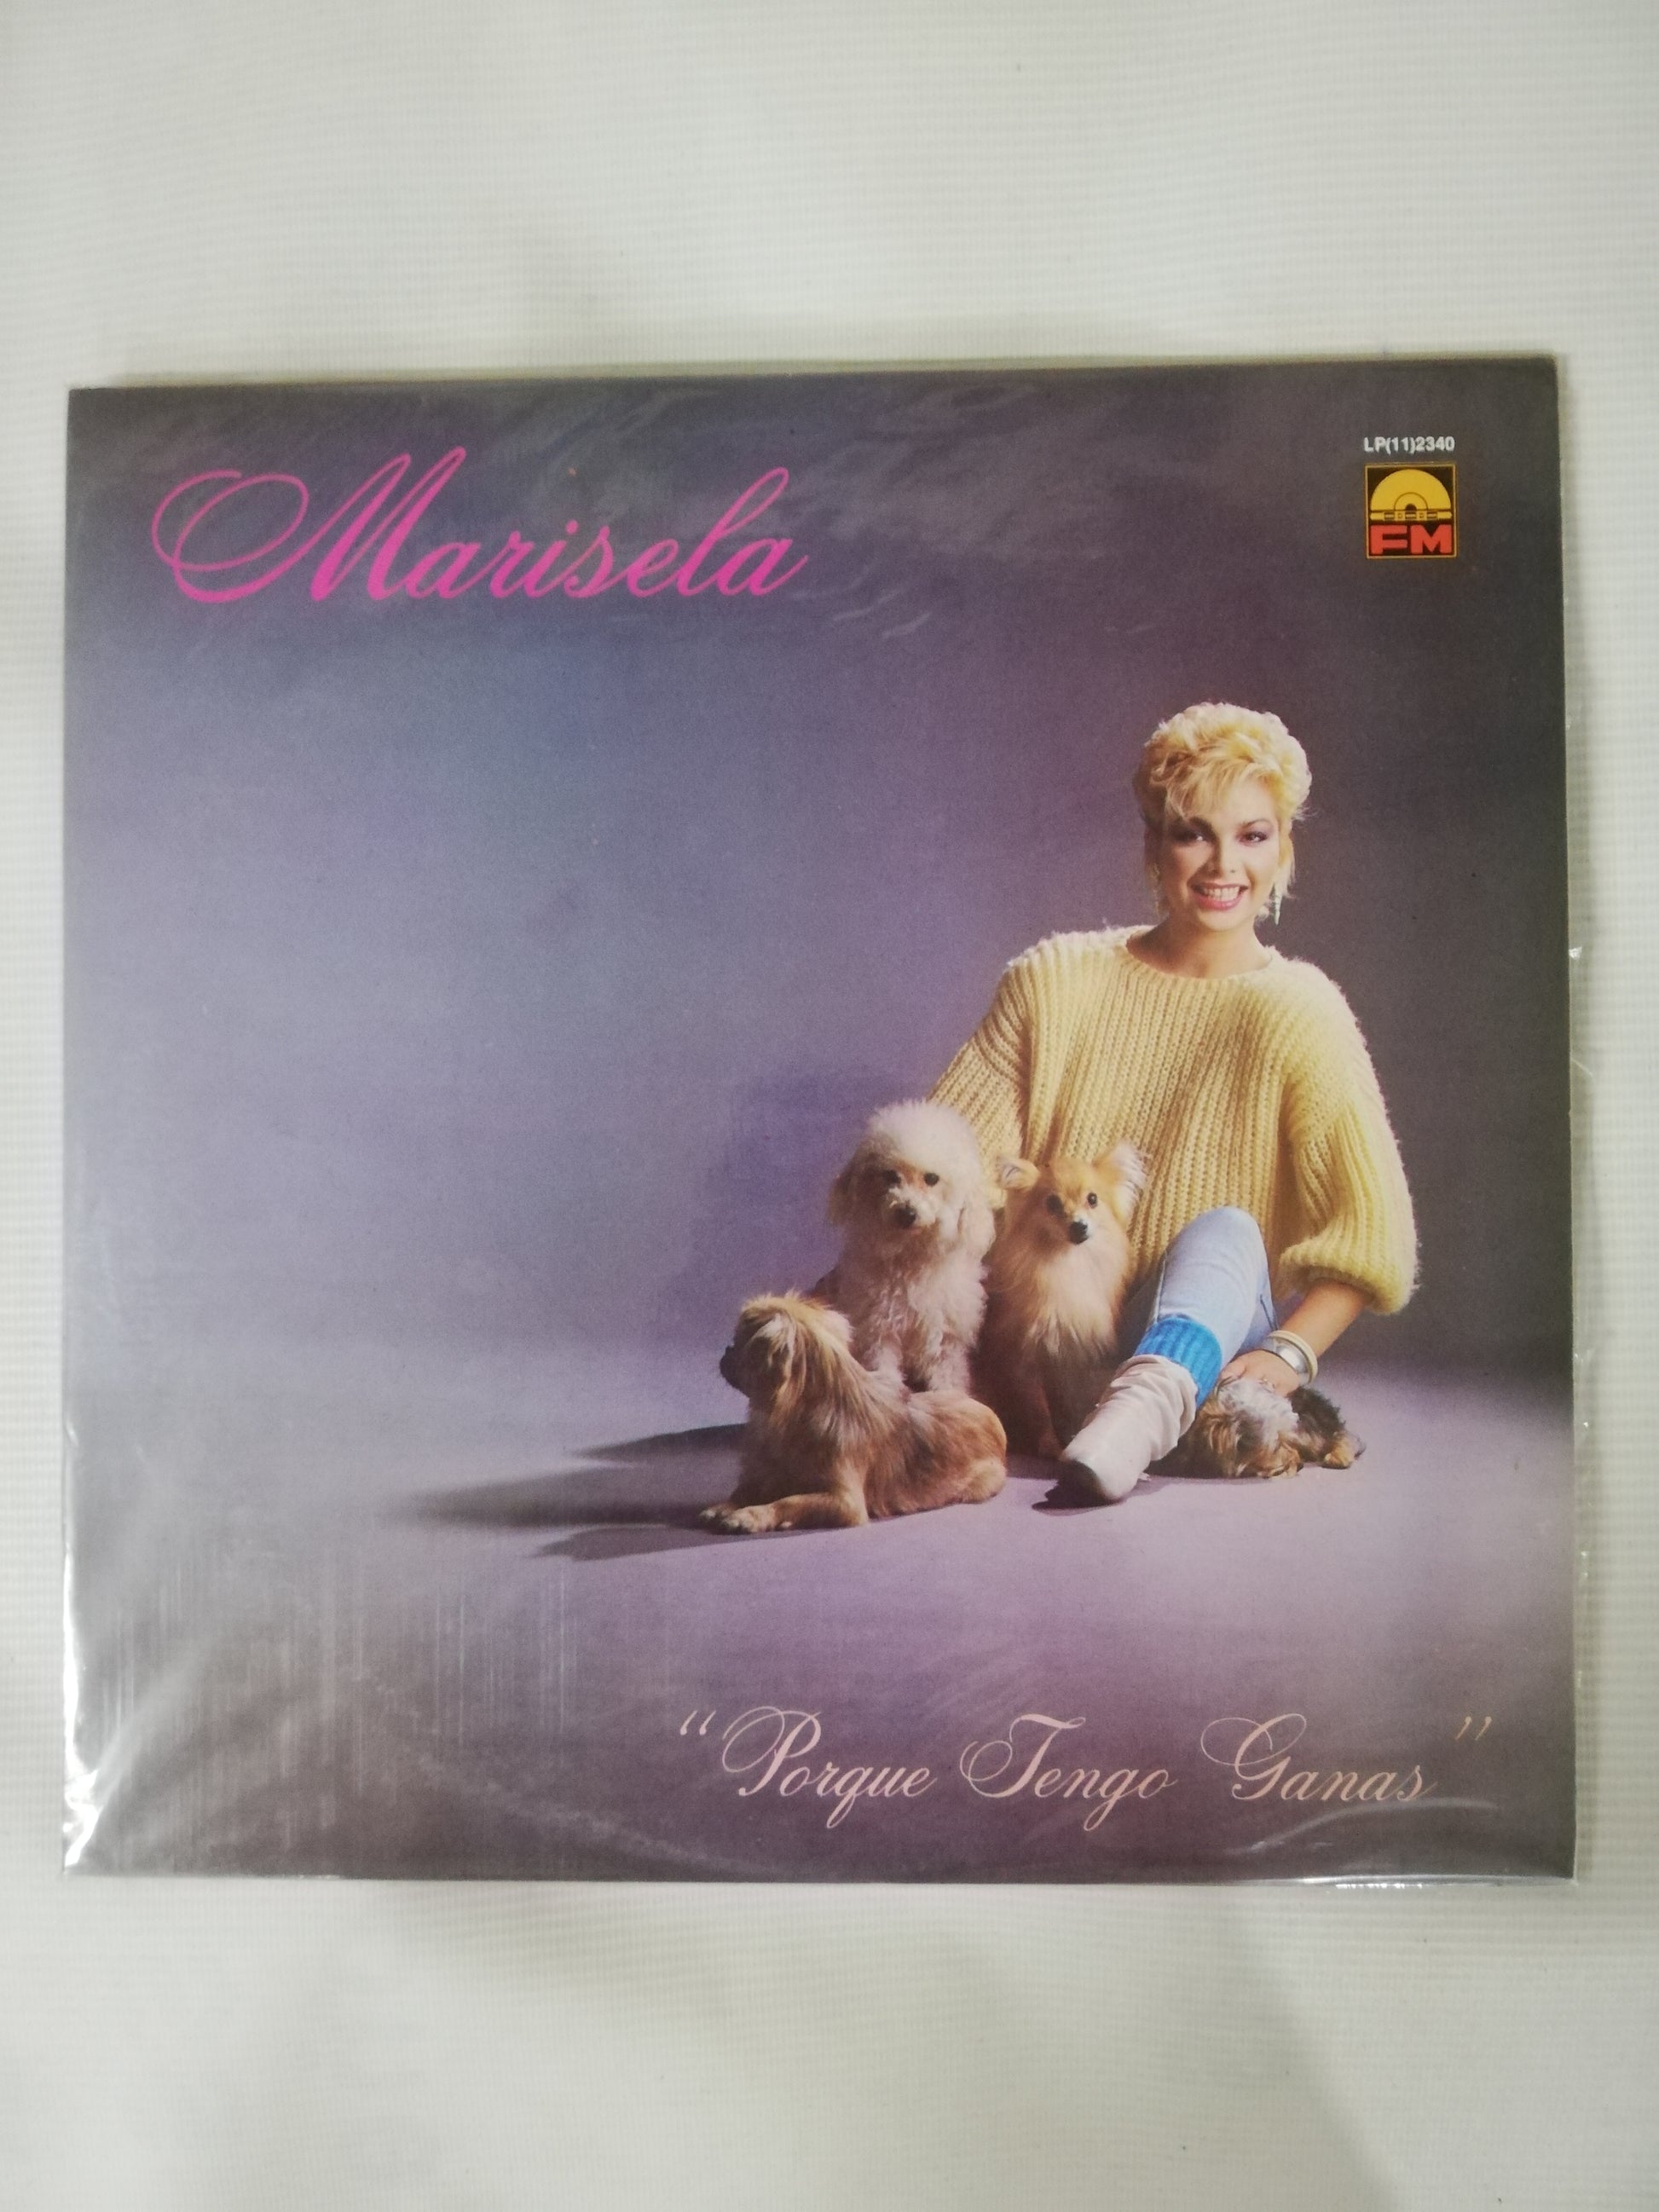 Marisela
LP(11)2340
FM
“Porque Tengo Ganas”